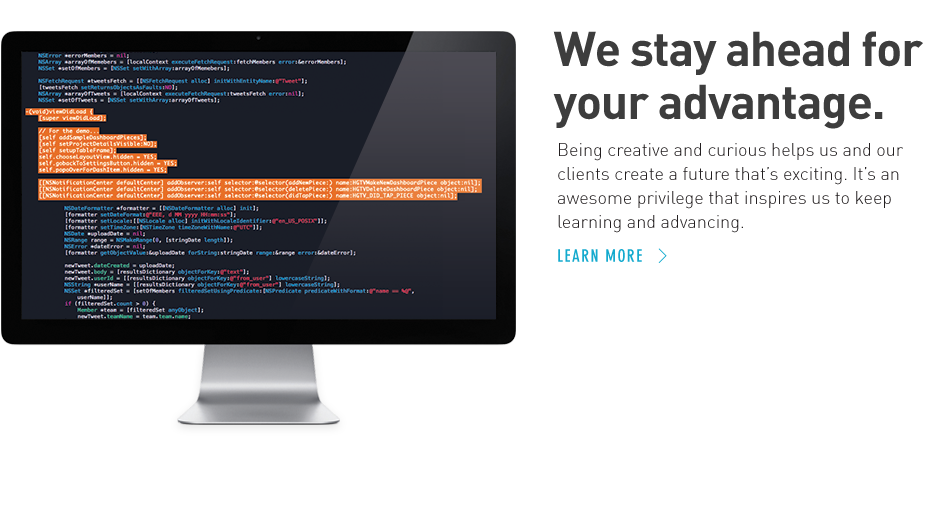 NSError *errorMembers = nil;
NSArray *arrayOfMemebers = [localContext executeFetchRequest:fetchMembers error:&errorMembers];
NSSet *setOfMembers = [NSSet setWithArray:arrayOfMemebers];
NSFetchRequest *tweetsFetch = [[NSFetchRequest alloc] initWithEntityName:@"Tweet"];
[tweetsFetch setReturnsObjectsAsFaults:NO];
NSArray *arrayOfTweets = [localContext executeFetchRequest:tweetsFetch error:nil];
NSSet *setOfTweets = [NSSet setWithArray:arrayOfTweets];
-(void)viewDidLoad {
[super viewDidLoad];
// For the demo...
[self addSampleDashboardPieces];
[self setProjectDetailsVisible:NO];
[self setupTableFrame];
self.chooseLayoutView.hidden = YES;
self.gobackToSettingsButton.hidden = YES;
self.popoOverForDashItem.hidden = YES;
[[NSNotificationCenter defaultCenter] addObserver:self selector:@selector(addNewPiece:) name:HGTVMakeNewDashboardPiece object:nil];
[[NSNotificationCenter defaultCenter] addObserver:self selector:@selector(deletePiece:) name:HGTVDeleteDashboardPiece object:nil];
[[NSNotificationCenter defaultCenter] addObserver:self selector:@selector(didTapPiece:) name:HGTV_DID_TAP_PIECE object:nil];
NSDateFormatter *formatter = [[NSDateFormatter alloc] init];
[formatter setDateFormat:@"EEE, d MM yyyy HH:mm:ss"];
[formatter setLocale:[[NSLocale alloc] initWithLocaleIdentifier:@"en_US_POSIX"]];
[formatter setTimeZone:[NSTimeZone timeZoneWithName:@"UTC"]];
NSDate *uploadDate = nil;
NSRange range = NSMakeRange(0, [stringDate length]);
NSError *dateError = nil;
[formatter getObjectValue:&uploadDate forString:stringDate range:&range error:&dateError];
newTweet.dateCreated = uploadDate;
newTweet.body = [resultsDictionary objectForKey:@"text"];
newTweet.userId = [[resultsDictionary objectForKey:@"from_user"] lowercaseString];
NSString *userName = [[resultsDictionary objectForKey:@"from_user"] lowercaseString];
NSSet *filteredSet = [setOfMembers filteredSetUsingPredicate:[NSPredicate predicateWithFormat:@"name == %@",
userName]];
if (filteredSet.count > 0) {
Member *team = [filteredSet anyObject];
newTweet.teamName = team.team.name;
We stay ahead for
your advantage.
Being creative and curious helps us and our
clients create a future that's exciting. It's an
awesome privilege that inspires us to keep
learning and advancing.
LEARN MORE >